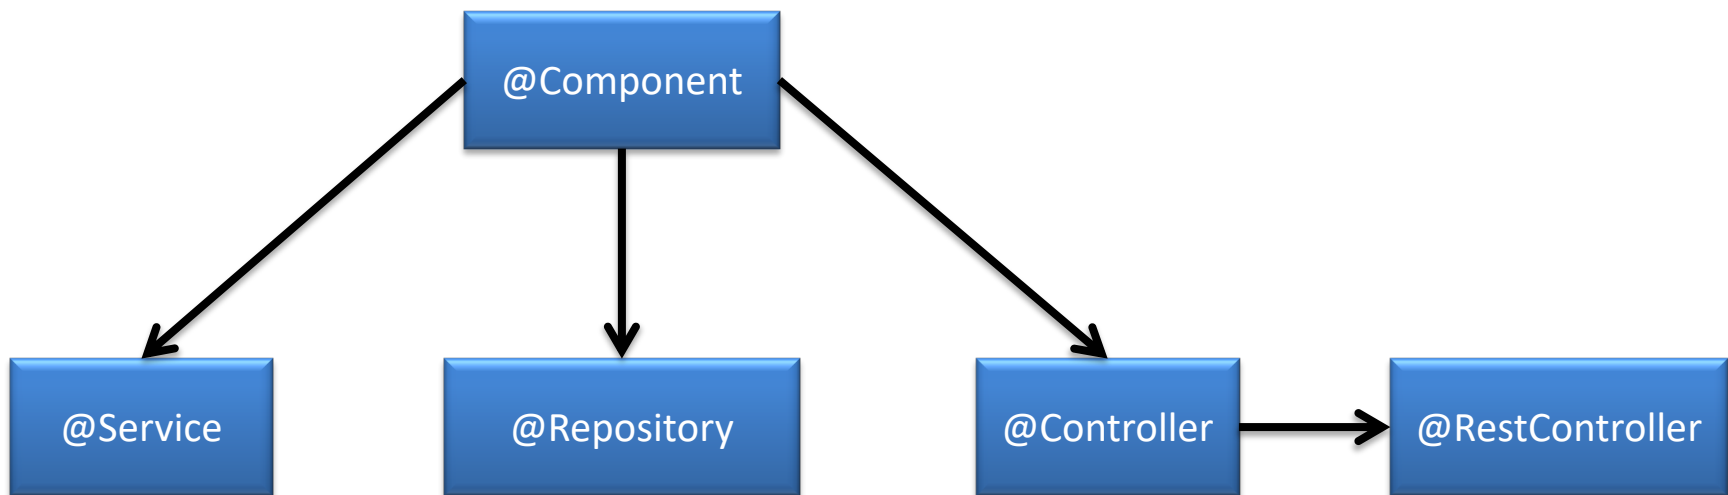 @Component
@Service
@Repository
@Controller
@RestController